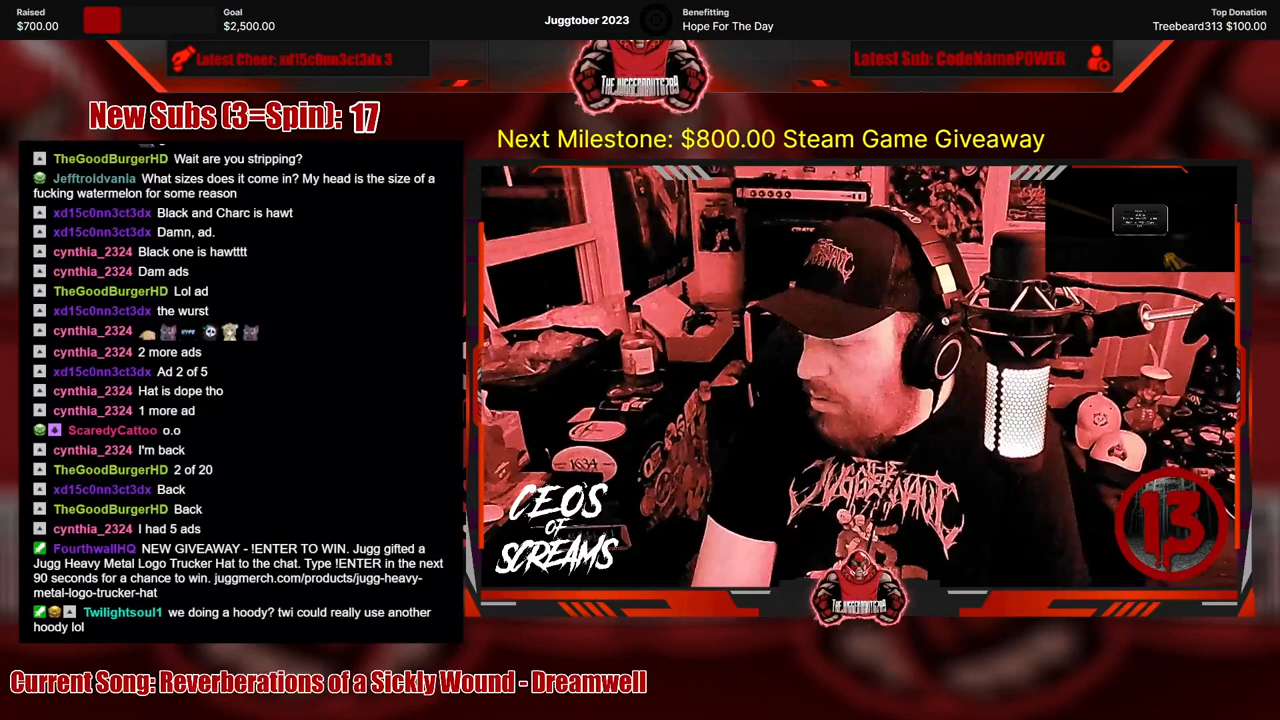 Raised
$700.00
Goal
$2,500.00
Juggtober 2023
Benefitting
Hope For The Day
Top Donation
Treebeard313 $100.00
Latest Cheer: xd15c0nn3ct3dx 3
THEJUGGERNAUT6789
Latest Sub: CodeNamePOWER
New Subs (3=Spin): 17
Next Milestone: $800.00 Steam Game Giveaway
TheGoodBurgerHD Wait are you stripping?
Jefftroidvania What sizes does it come in? My head is the size of a
fucking watermelon for some reason
xd15c0nn3ct3dx Black and Charc is hawt
xd15c0nn3ct3dx Damn, ad.
cynthia_2324 Black one is hawtttt
cynthia_2324 Dam ads
TheGoodBurgerHD Lol ad
xd15c0nn3ct3dx the wurst
cynthia_2324
cynthia_2324 2 more ads
xd15c0nn3ct3dx Ad 2 of 5
cynthia_2324 Hat is dope tho
cynthia_2324 1 more ad
ScaredyCattoo o.o
cynthia_2324 I'm back
TheGoodBurgerHD 2 of 20
xd15c0nn3ct3dx Back
TheGoodBurgerHD Back
cynthia_2324 I had 5 ads
FourthwallHQ NEW GIVEAWAY - !ENTER TO WIN. Jugg gifted a
Jugg Heavy Metal Logo Trucker Hat to the chat. Type !ENTER in the next
90 seconds for a chance to win. juggmerch.com/products/jugg-heavy-
metal-logo-trucker-hat
Twilightsoul1 we doing a hoody? twi could really use another
hoody lol
1634
THE
JUGGERNAUT
CEO'S
OF
SCREAMS
13
THEJUGGERNAUT6789
Current Song: Reverberations of a Sickly Wound - Dreamwell